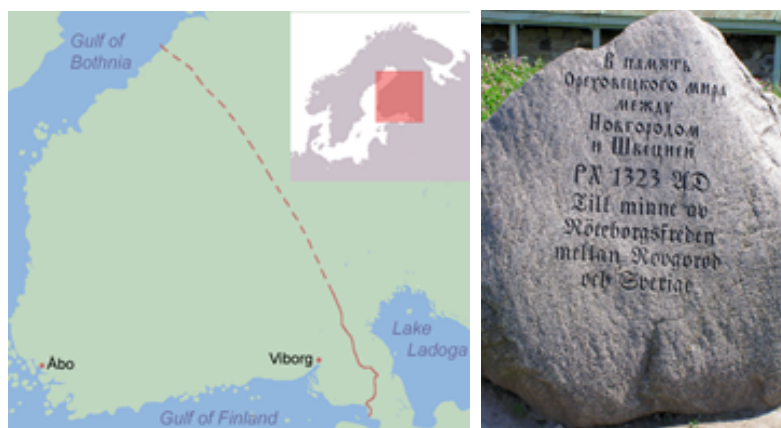 Gulf of
Bothnia
Åbo
Viborg
Lake
Ladoga
Gulf of Finland
В память
Ореховецкого мира
между
Новгородом
и Швецией
РХ 1323 AD
Till minne av
Nöteborgsfreden
mellan Novgorod
och Sverige